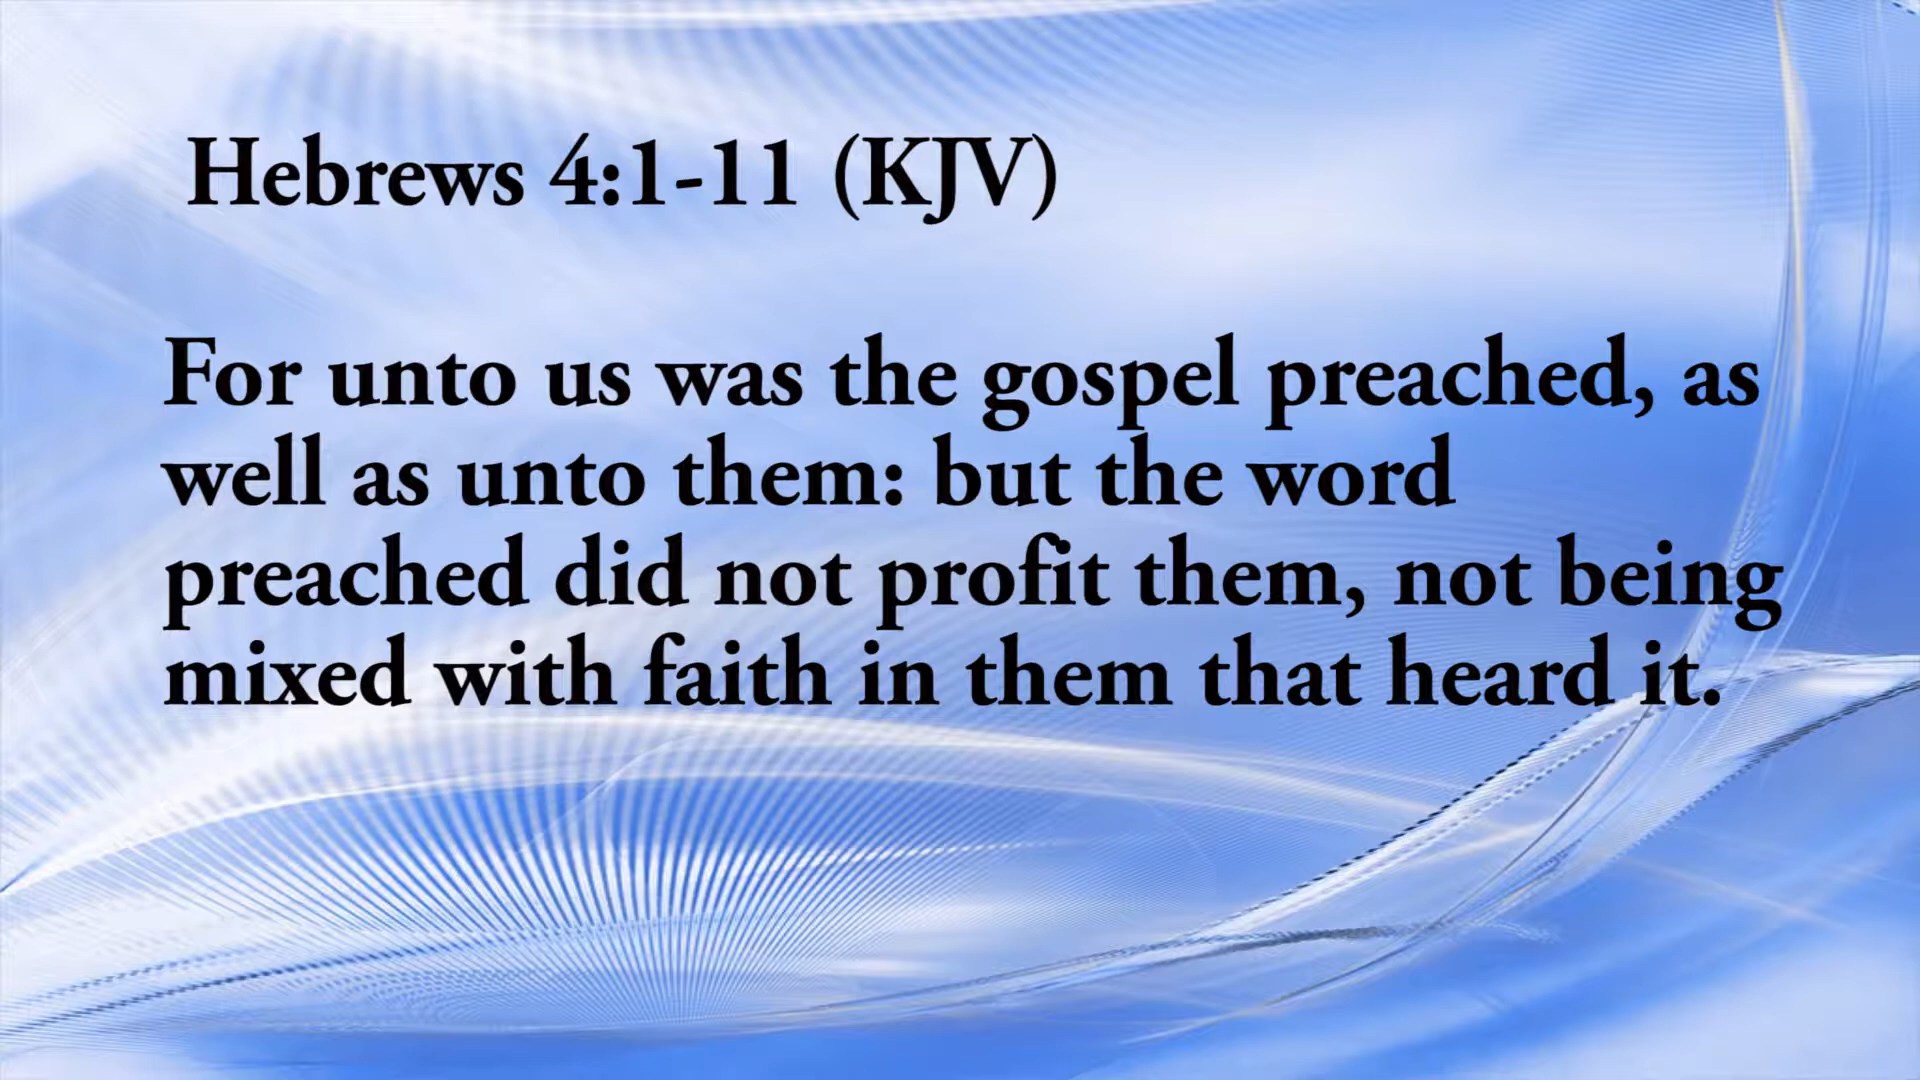 Hebrews 4:1-11 (KJV)
For unto us was the gospel preached, as
well as unto them: but the word
preached did not profit them, not being
mixed with faith in them that heard it.